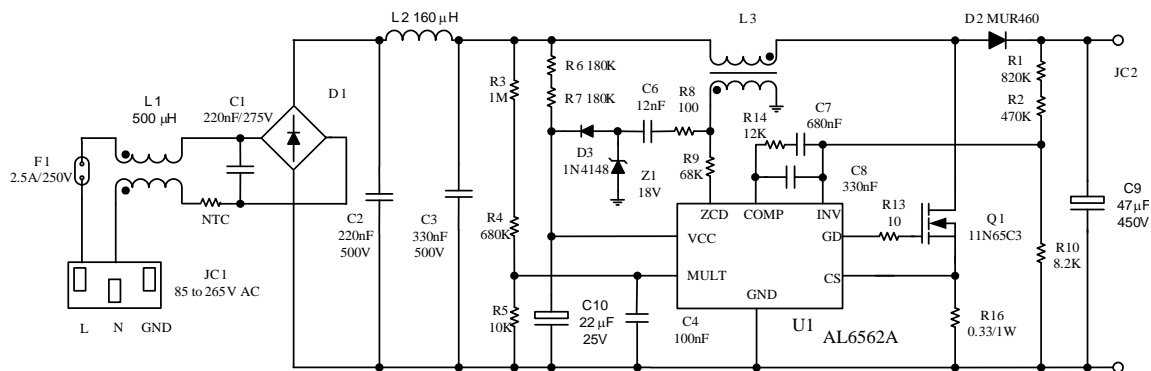 L2 160 μH
L3
D2 MUR460
R6 180K
R3
1M
R7 180K
C6
12nF
R8
100
C7
680nF
R1
820K
JC2
R2
470K
L1
500 μH
C1
220nF/275V
D1
R14
12K
F1
2.5A/250V
D3
1N4148
Z1
18V
R9
68K
C8
330nF
NTC
ZCD
COMP
INV
R13
10
C9
47μF
450V
R4
680K
C2
220nF
500V
C3
330nF
500V
VCC
GD
Q1
11N65C3
R10
8.2K
JC1
85 to 265V AC
MULT
CS
GND
R5
10K
C10
22 μF
25V
C4
100nF
U1
AL6562A
R16
0.33/1W
L
N
GND